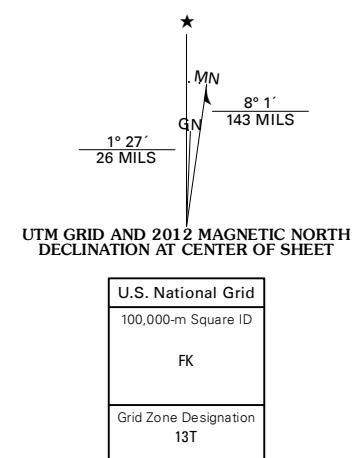 MN
8° 1´
143 MILS
GN
1° 27´
26 MILS
UTM GRID AND 2012 MAGNETIC NORTH
DECLINATION AT CENTER OF SHEET
U.S. National Grid
100,000-m Square ID
FK
Grid Zone Designation
13T